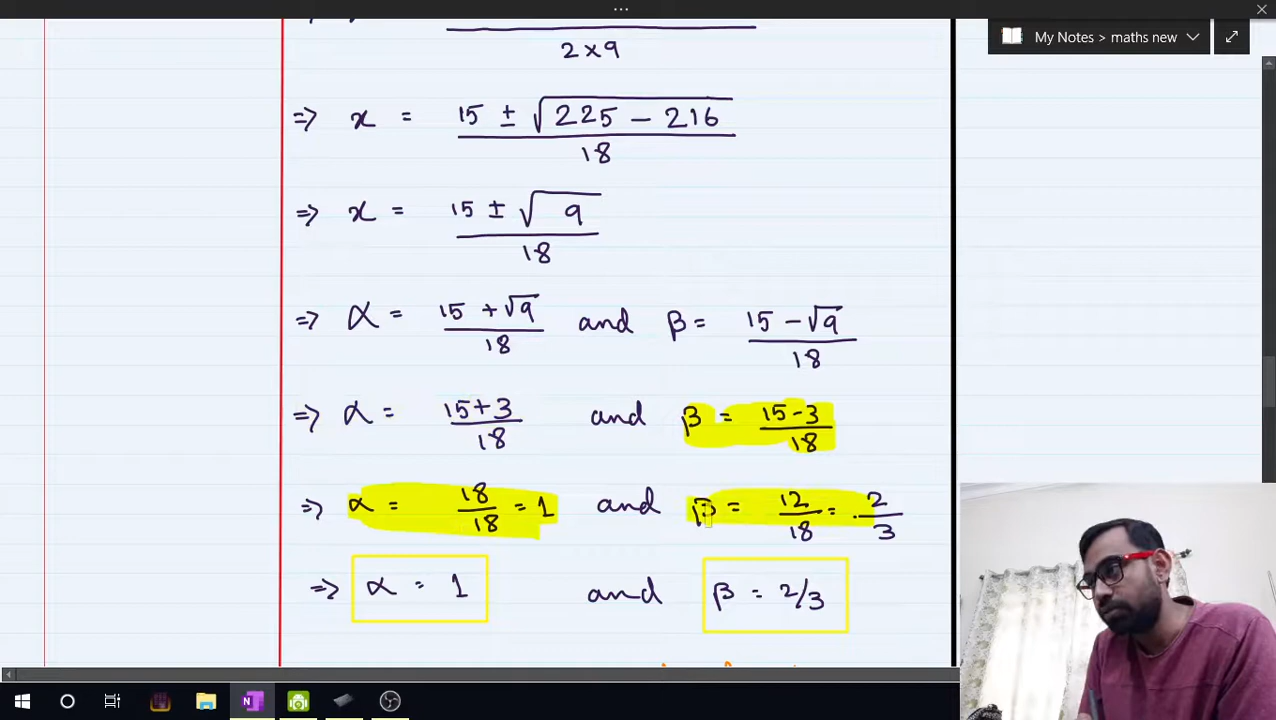 My Notes > maths new
2×9
⇒ x = 15 ± √225 − 216 / 18
⇒ x = 15 ± √9 / 18
⇒ α = 15 + √9 / 18 and β = 15 − √9 / 18
⇒ α = 15+3 / 18 and β = 15−3 / 18
⇒ α = 18/18 = 1 and β = 12/18 = 2/3
⇒ α = 1 and β = 2/3